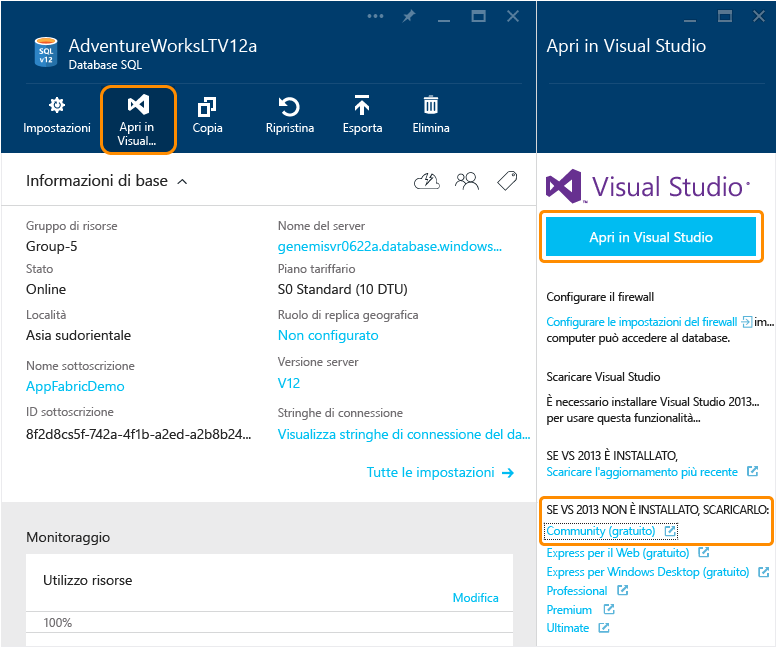 AdventureWorksLTV12a
Database SQL
SQL
v12
Impostazioni
Apri in
Visual...
Copia
Ripristina
Esporta
Elimina
Informazioni di base
Gruppo di risorse
Group-5
Stato
Online
Località
Asia sudorientale
Nome sottoscrizione
AppFabricDemo
ID sottoscrizione
8f2d8cs5f-742a-4f1b-a2ed-a2b8b24...
Nome del server
genemisvr0622a.database.windows...
Piano tariffario
S0 Standard (10 DTU)
Ruolo di replica geografica
Non configurato
Versione server
V12
Stringhe di connessione
Visualizza stringhe di connessione del da...
Tutte le impostazioni
Monitoraggio
Utilizzo risorse
Modifica
100%
Apri in Visual Studio
Visual Studio
Apri in Visual Studio
Configurare il firewall
Configurare le impostazioni del firewall im...
computer può accedere al database.
Scaricare Visual Studio
È necessario installare Visual Studio 2013...
per usare questa funzionalità...
SE VS 2013 È INSTALLATO,
Scaricare l'aggiornamento più recente
SE VS 2013 NON È INSTALLATO, SCARICARLO:
Community (gratuito)
Express per il Web (gratuito)
Express per Windows Desktop (gratuito)
Professional
Premium
Ultimate